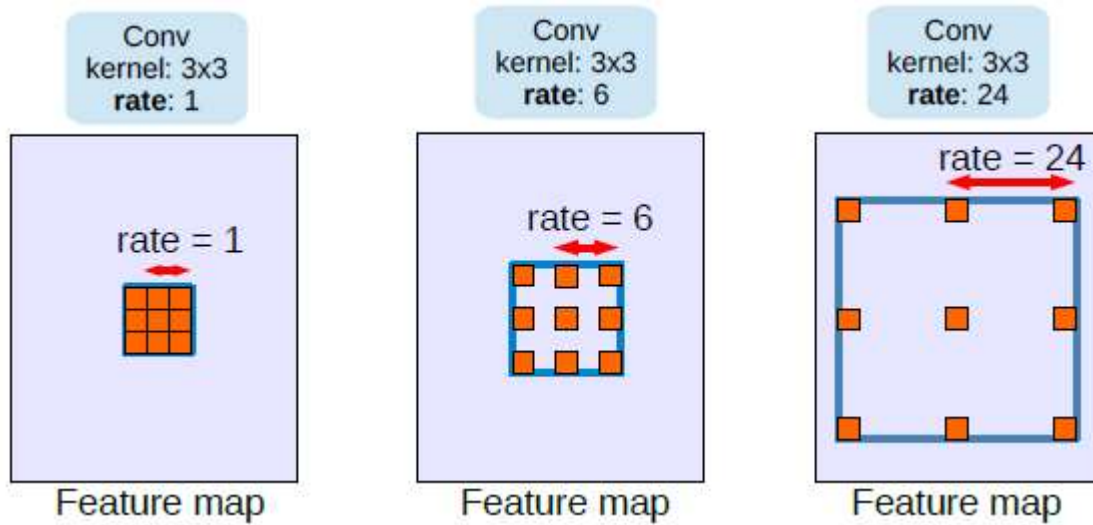 Conv
kernel: 3x3
rate: 1
Conv
kernel: 3x3
rate: 6
Conv
kernel: 3x3
rate: 24
rate = 1
rate = 6
rate = 24
Feature map
Feature map
Feature map